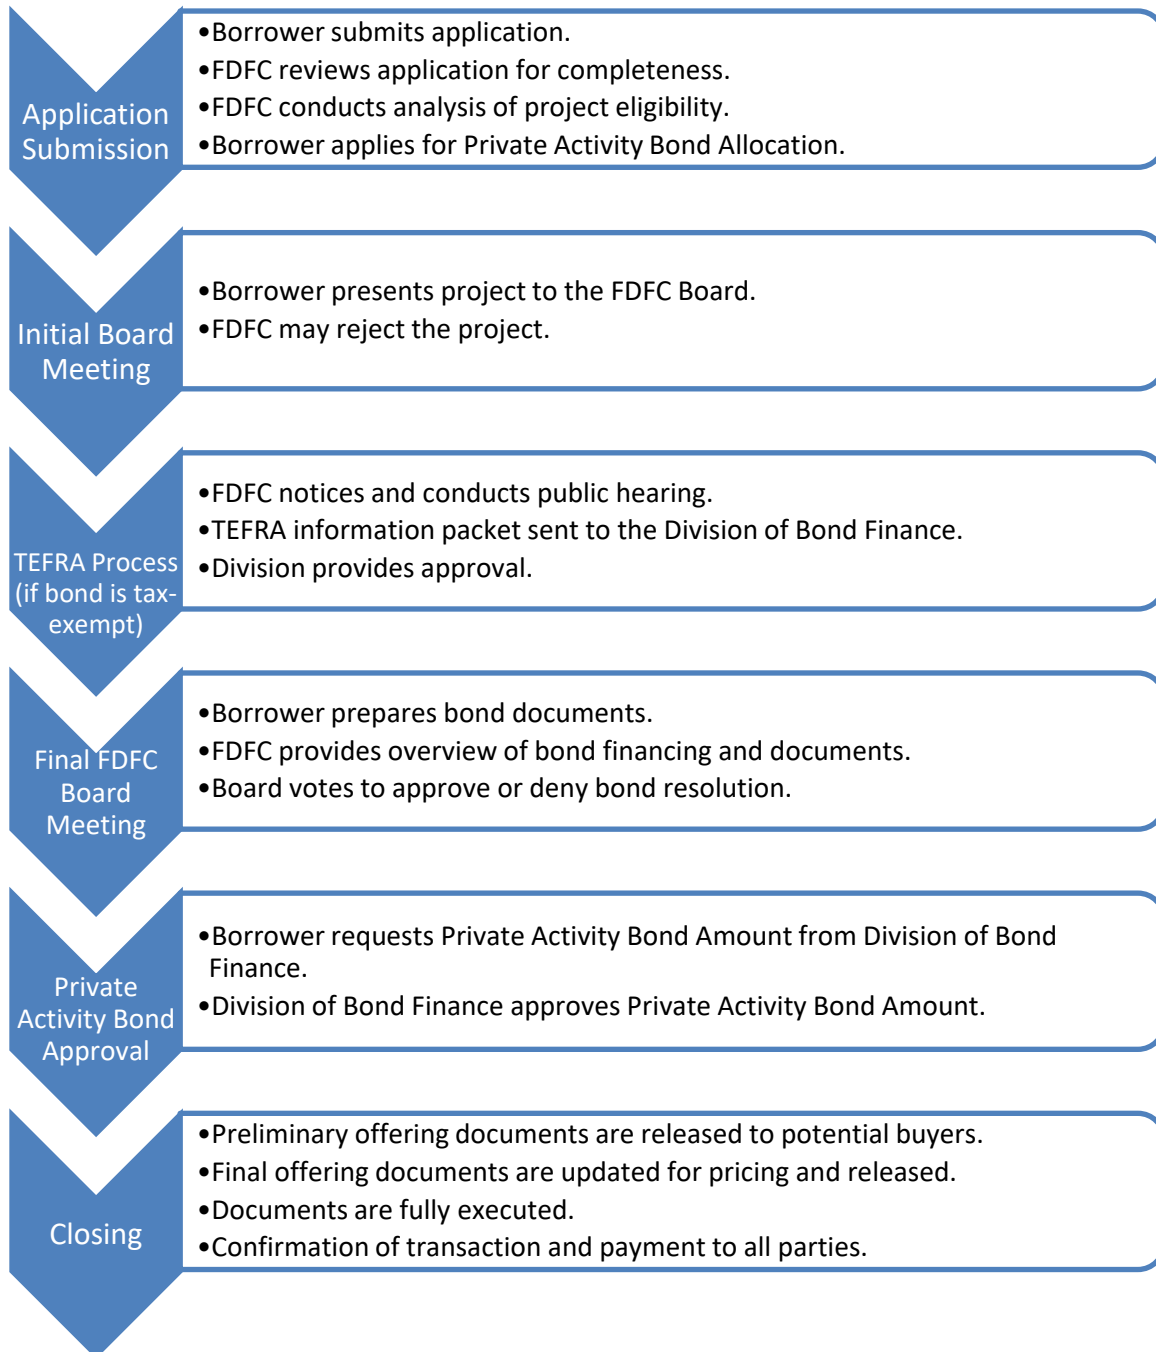 Application
Submission
•Borrower submits application.
•FDFC reviews application for completeness.
•FDFC conducts analysis of project eligibility.
•Borrower applies for Private Activity Bond Allocation.
Initial Board
Meeting
•Borrower presents project to the FDFC Board.
•FDFC may reject the project.
TEFRA Process
(if bond is tax-
exempt)
•FDFC notices and conducts public hearing.
•TEFRA information packet sent to the Division of Bond Finance.
•Division provides approval.
Final FDFC
Board
Meeting
•Borrower prepares bond documents.
•FDFC provides overview of bond financing and documents.
•Board votes to approve or deny bond resolution.
Private
Activity Bond
Approval
•Borrower requests Private Activity Bond Amount from Division of Bond
Finance.
•Division of Bond Finance approves Private Activity Bond Amount.
Closing
•Preliminary offering documents are released to potential buyers.
•Final offering documents are updated for pricing and released.
•Documents are fully executed.
•Confirmation of transaction and payment to all parties.